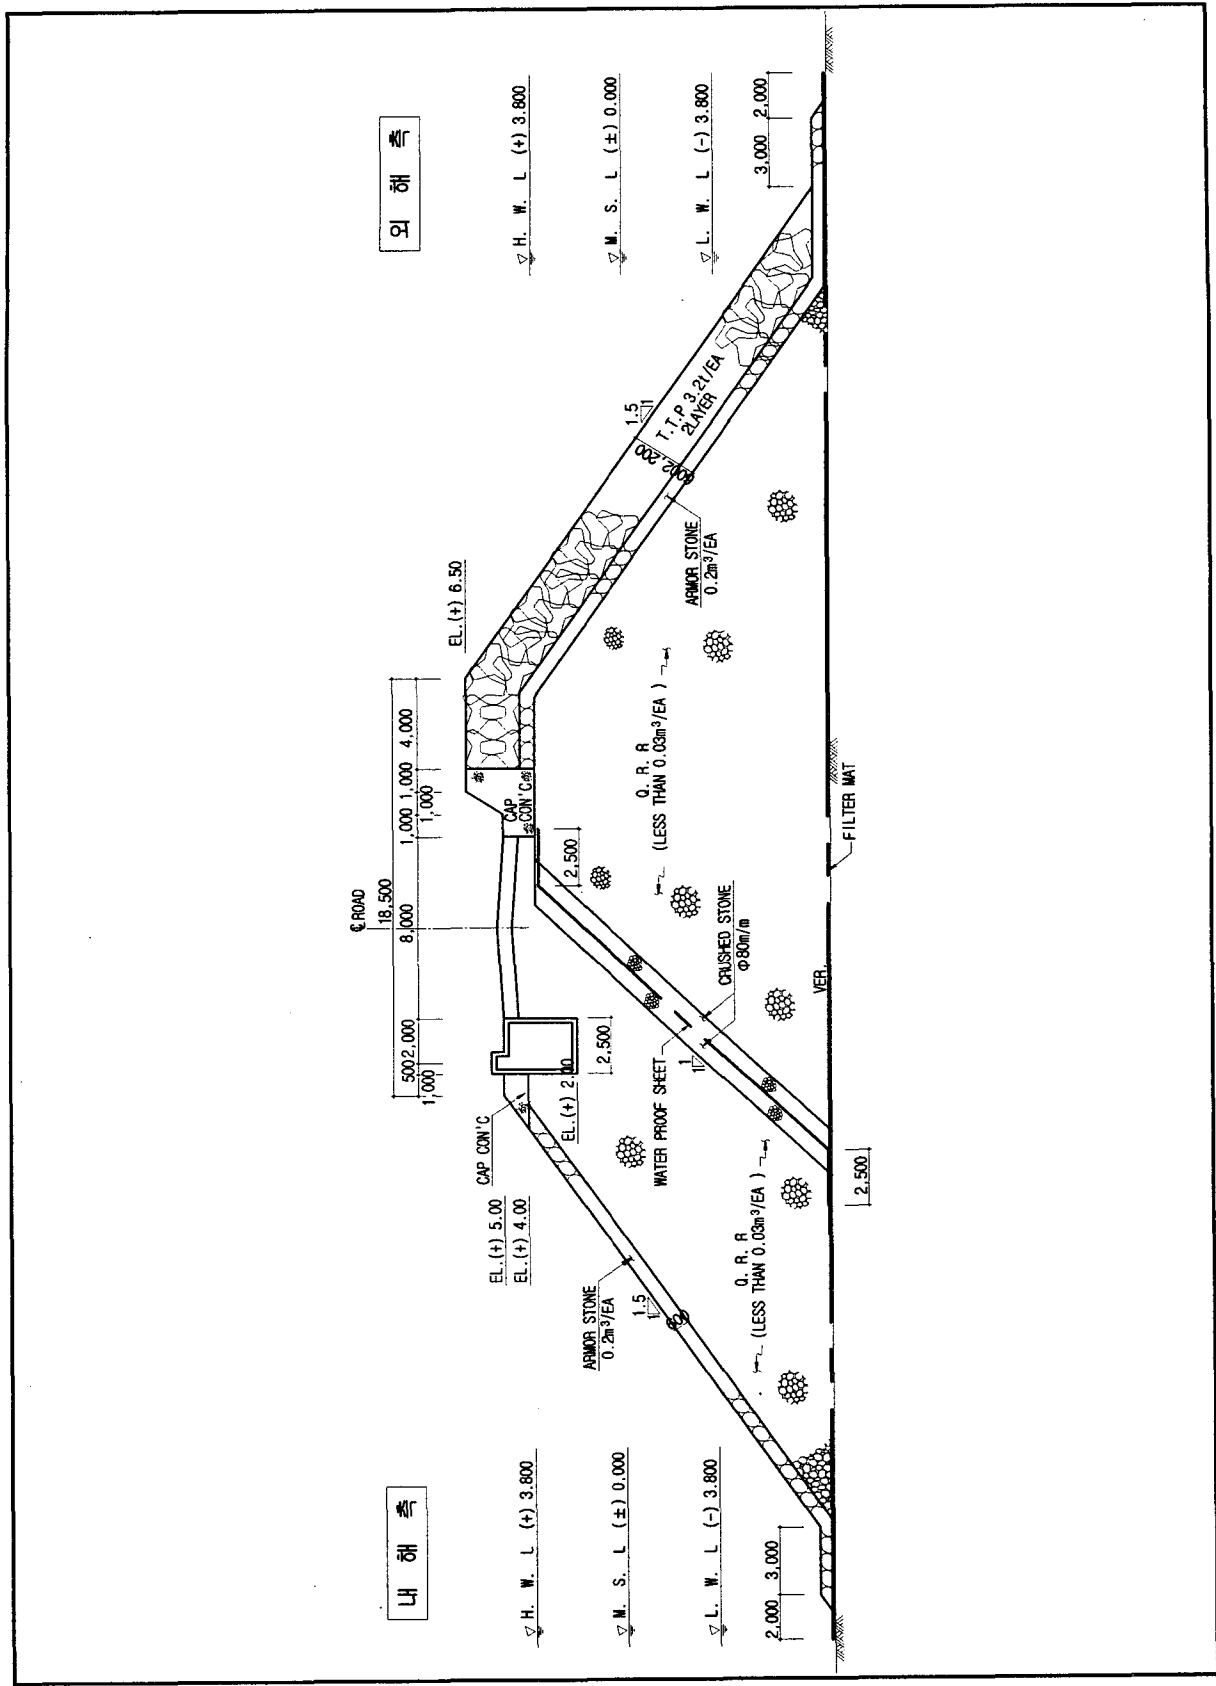 내 해 측
외 해 측
H. W. L (+) 3.800
M. S. L (±) 0.000
L. W. L (-) 3.800
H. W. L (+) 3.800
M. S. L (±) 0.000
L. W. L (-) 3.800
℄ROAD
18,500
500 2,000
8,000
1,000 1,000
4,000
1,000
1,000
EL.(+) 6.50
EL.(+) 5.00
EL.(+) 4.00
CAP CON'C
CAP
CON'C
EL.(+) 2.00
2,500
2,500
ARMOR STONE
0.2m³/EA
1.5
1
WATER PROOF SHEET
1
1
CRUSHED STONE
Φ80m/m
Q. R. R
(LESS THAN 0.03m³/EA )
Q. R. R
(LESS THAN 0.03m³/EA )
ARMOR STONE
0.2m³/EA
2,200
T.T.P 3.2t/EA
2LAYER
1.5
1
2,000
3,000
3,000
2,000
2,500
VER.
FILTER MAT